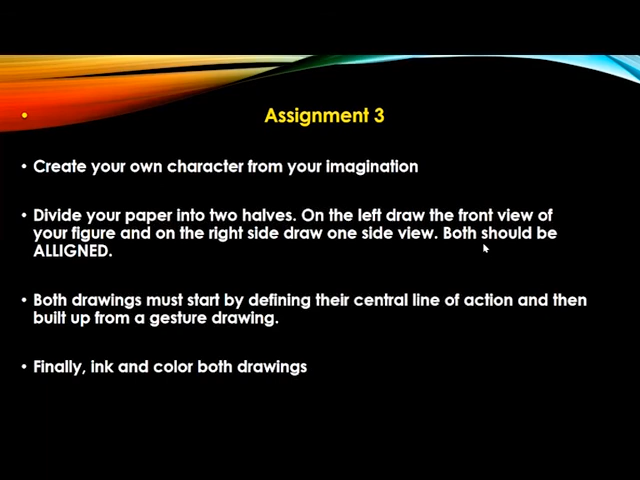 • Assignment 3
• Create your own character from your imagination
• Divide your paper into two halves. On the left draw the front view of
your figure and on the right side draw one side view. Both should be
ALLIGNED.
• Both drawings must start by defining their central line of action and then
built up from a gesture drawing.
• Finally, ink and color both drawings